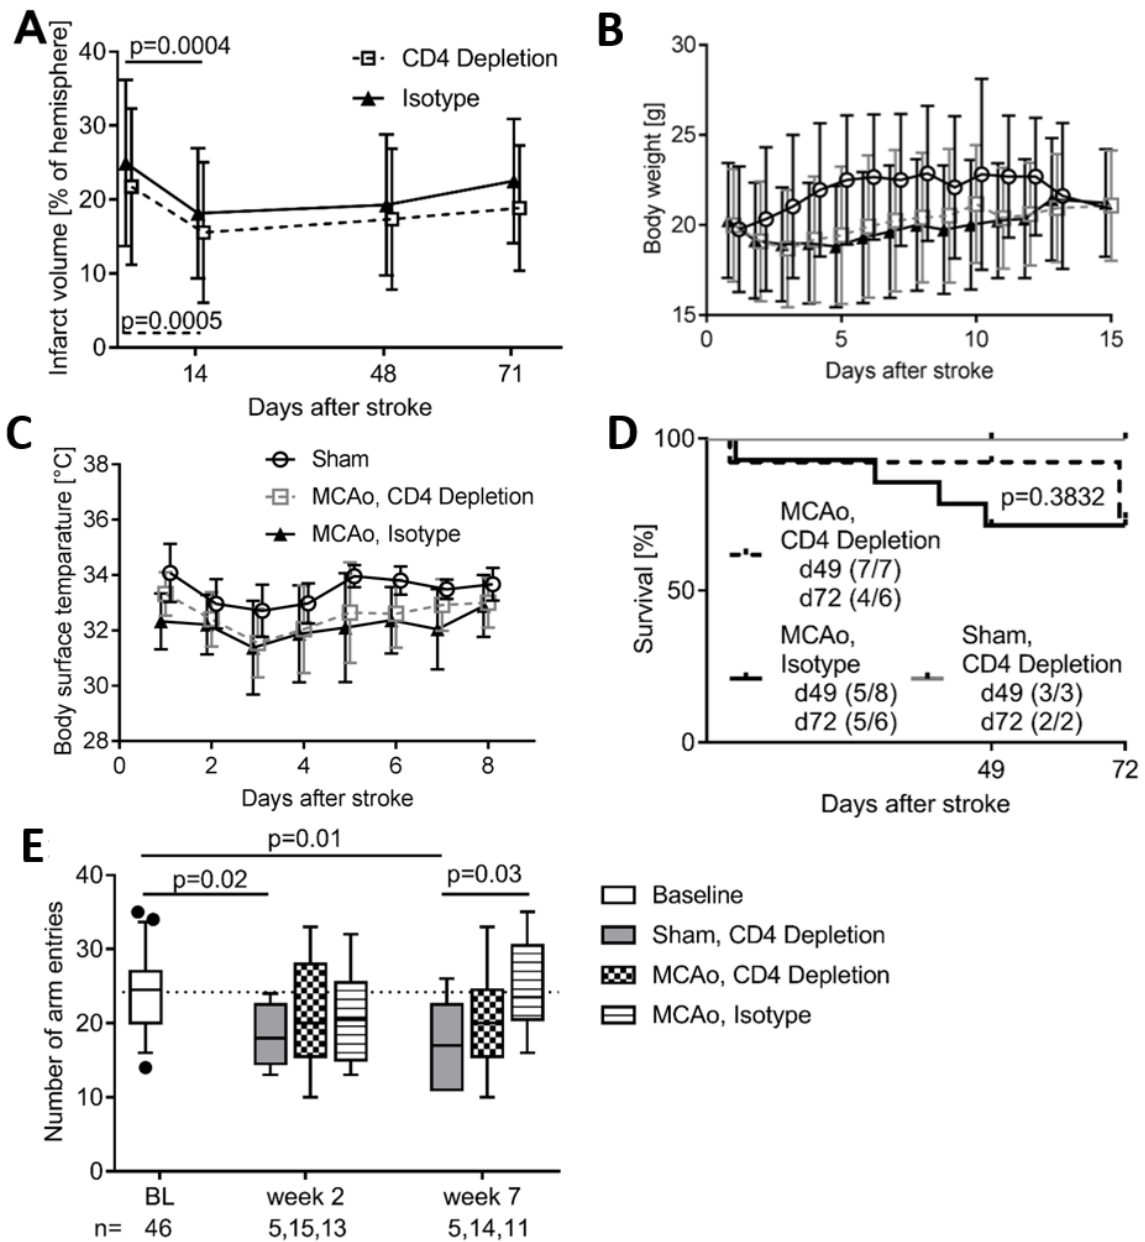 A
Infarct volume [% of hemisphere]
40
30
20
10
0
p=0.0004
CD4 Depletion
Isotype
p=0.0005
14
48
71
Days after stroke
B
Body weight [g]
30
25
20
15
0
5
10
15
Days after stroke
C
Body surface temparature [°C]
38
36
34
32
30
28
Sham
MCAo, CD4 Depletion
MCAo, Isotype
0
2
4
6
8
Days after stroke
D
Survival [%]
100
50
0
p=0.3832
MCAo,
CD4 Depletion
d49 (7/7)
d72 (4/6)
MCAo,
Isotype
d49 (5/8)
d72 (5/6)
Sham,
CD4 Depletion
d49 (3/3)
d72 (2/2)
49
72
Days after stroke
E
Number of arm entries
40
30
20
10
0
p=0.01
p=0.02
p=0.03
BL
week 2
week 7
n= 46
5,15,13
5,14,11
Baseline
Sham, CD4 Depletion
MCAo, CD4 Depletion
MCAo, Isotype